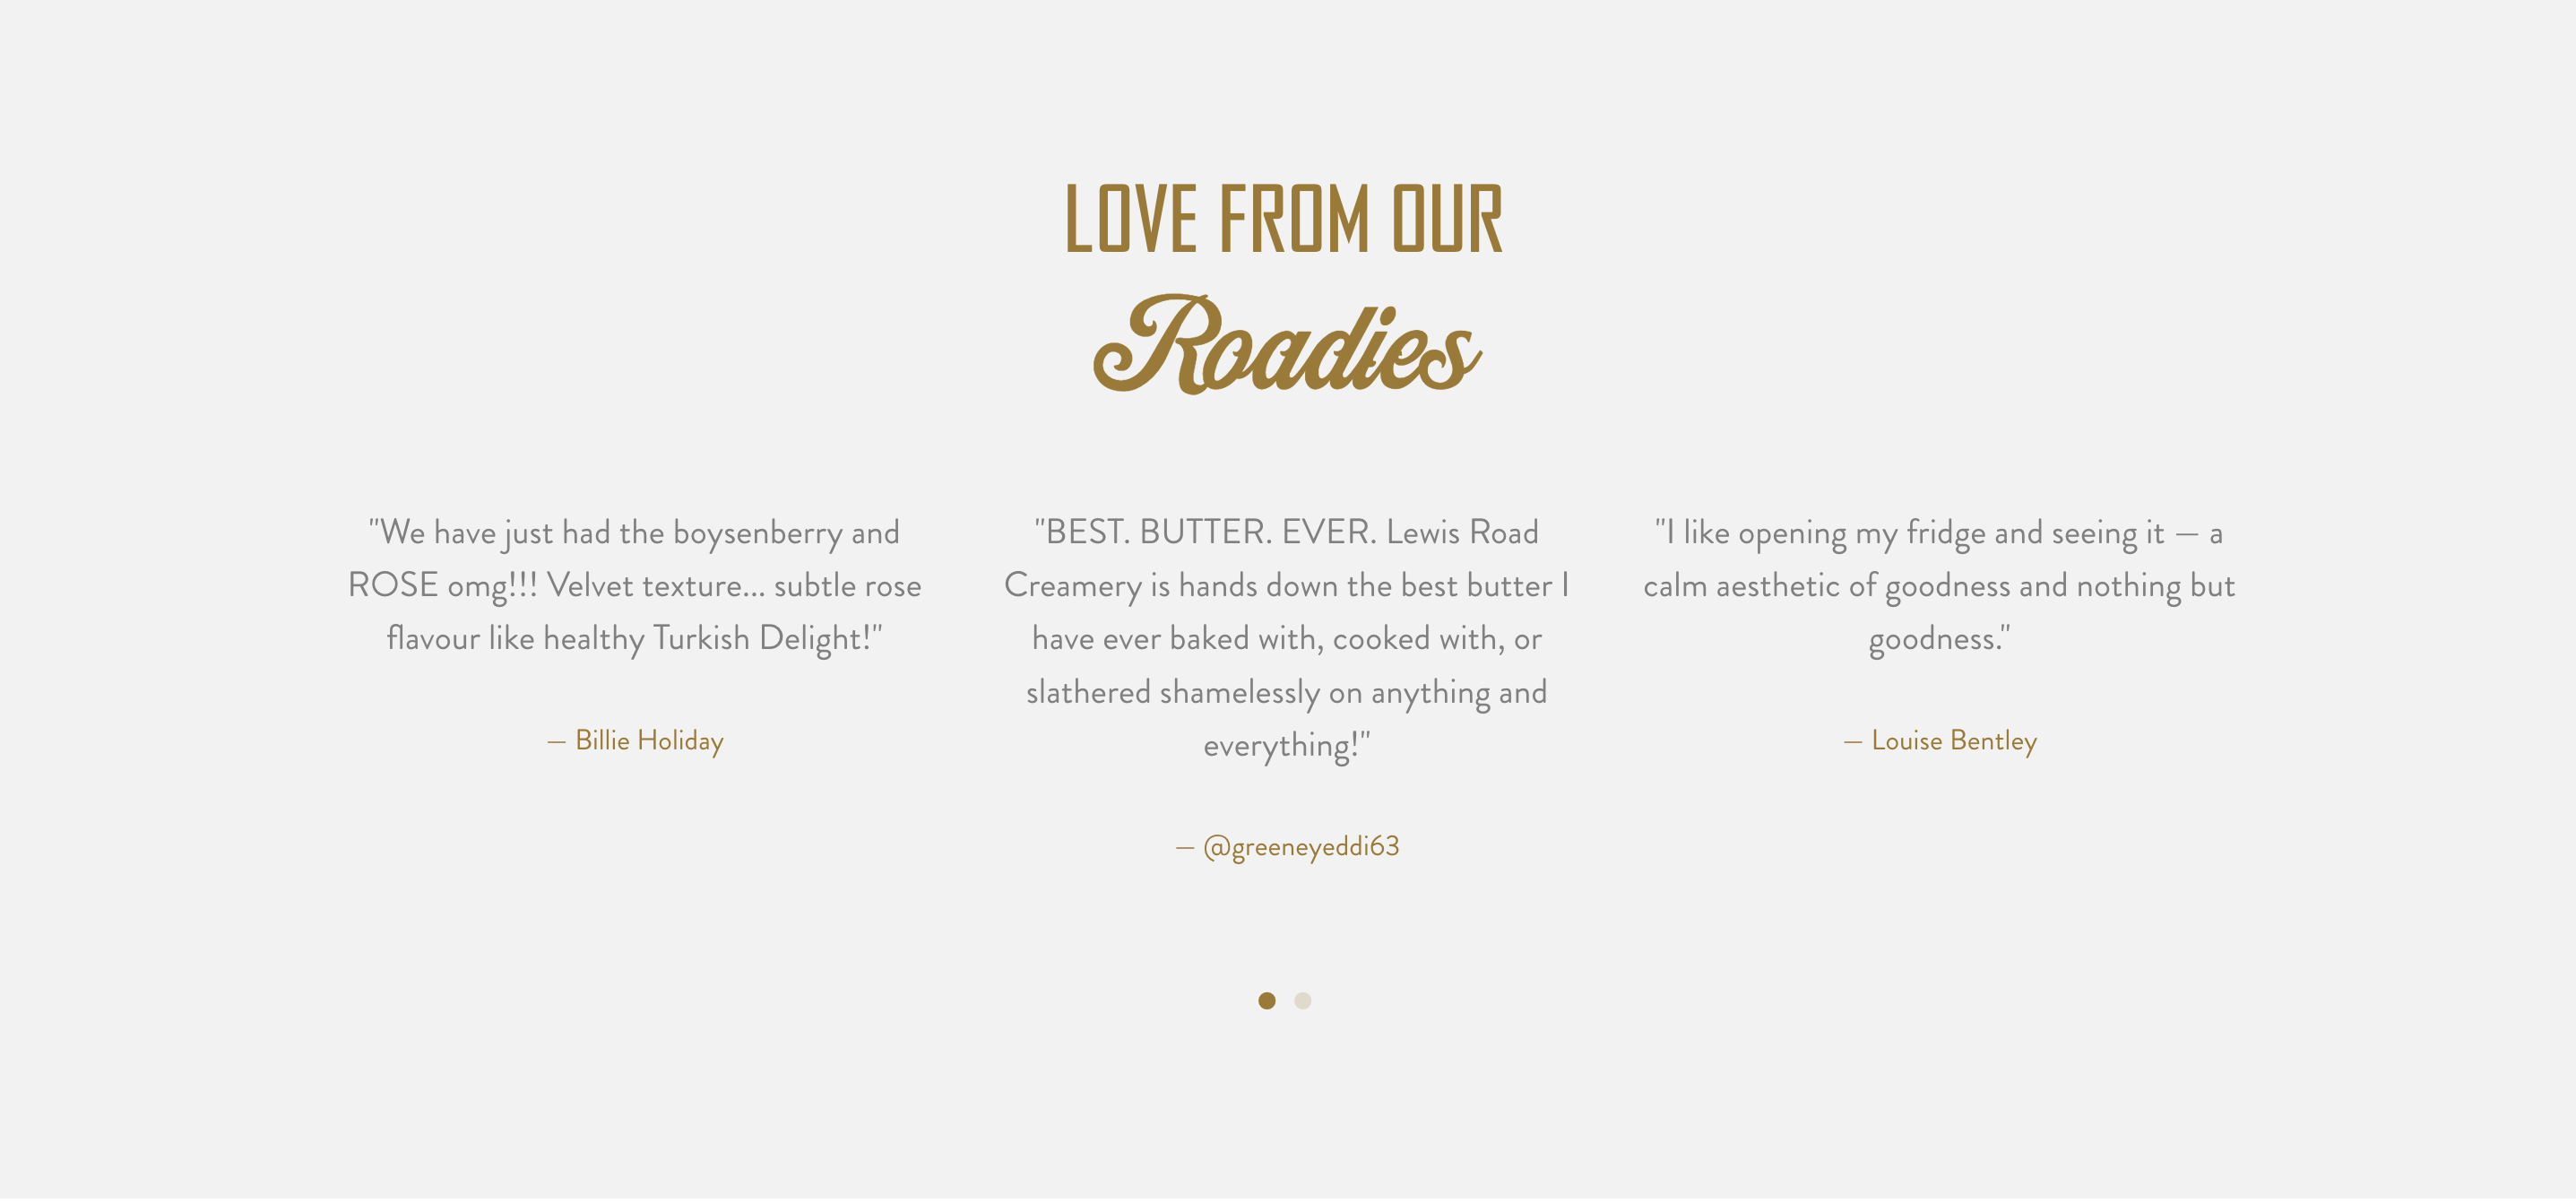 LOVE FROM OUR
Roadies
"We have just had the boysenberry and
ROSE omg!!! Velvet texture... subtle rose
flavour like healthy Turkish Delight!"
— Billie Holiday
"BEST. BUTTER. EVER. Lewis Road
Creamery is hands down the best butter I
have ever baked with, cooked with, or
slathered shamelessly on anything and
everything!"
— @greeneyeddi63
"I like opening my fridge and seeing it — a
calm aesthetic of goodness and nothing but
goodness."
— Louise Bentley